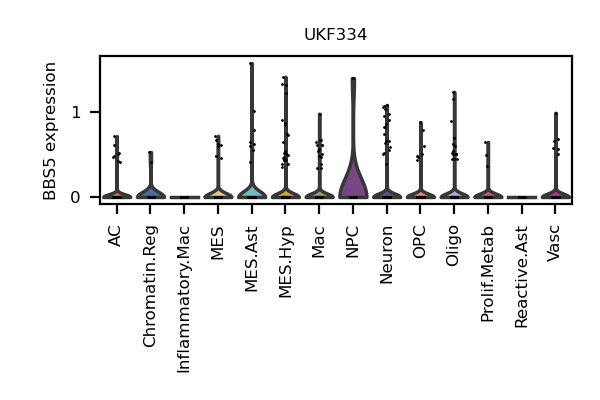 UKF334
BBS5 expression
1
0
AC
Chromatin.Reg
Inflammatory.Mac
MES
MES.Ast
MES.Hyp
Mac
NPC
Neuron
OPC
Oligo
Prolif.Metab
Reactive.Ast
Vasc